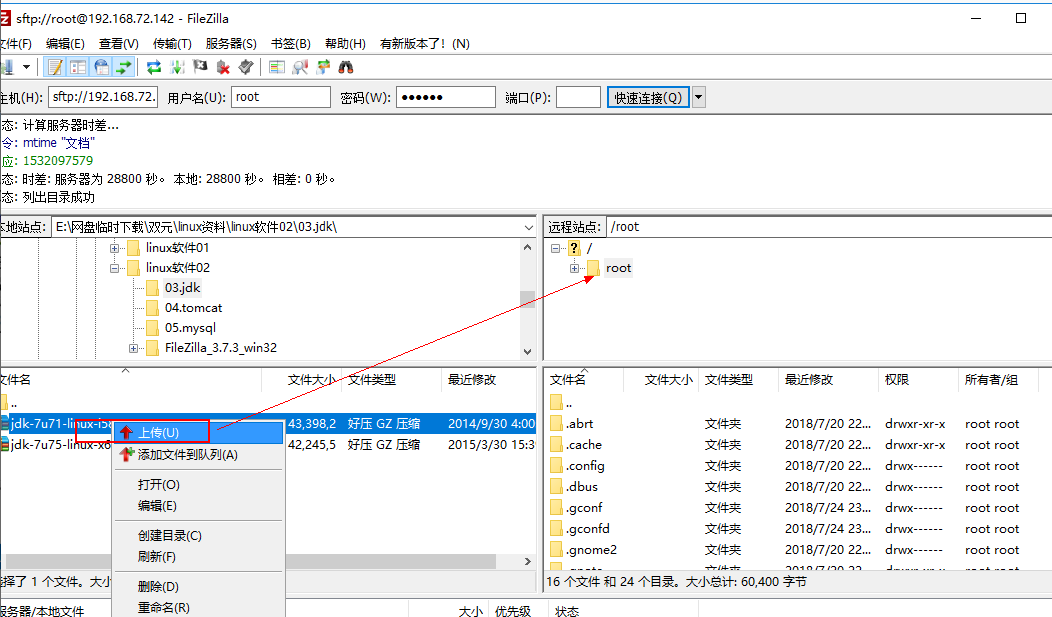 sftp://root@192.168.72.142 - FileZilla
文件(F) 编辑(E) 查看(V) 传输(T) 服务器(S) 书签(B) 帮助(H) 有新版本了! (N)
主机(H): sftp://192.168.72. 用户名(U): root 密码(W): ●●●●●● 端口(P): 快速连接(Q)
态: 计算服务器时差...
令: mtime "文档"
应: 1532097579
态: 时差: 服务器为 28800 秒。 本地: 28800 秒。 相差: 0 秒。
态: 列出目录成功
本地站点: E:\网盘临时下载\双元\linux资料\linux软件02\03.jdk\
linux软件01
linux软件02
03.jdk
04.tomcat
05.mysql
FileZilla_3.7.3_win32
远程站点: /root
? /
root
文件名 文件大小 文件类型 最近修改
..
jdk-7u71-linux-i58 43,398,2 好压 GZ 压缩 2014/9/30 4:00
jdk-7u75-linux-x6 42,245,5 好压 GZ 压缩 2015/3/30 15:3
上传(U)
添加文件到队列(A)
打开(O)
编辑(E)
创建目录(C)
刷新(F)
删除(D)
重命名(R)
选择了 1 个文件。大小
文件名 文件大小 文件类型 最近修改 权限 所有者/组
..
.abrt 文件夹 2018/7/20 22... drwxr-xr-x root root
.cache 文件夹 2018/7/20 22... drwxr-xr-x root root
.config 文件夹 2018/7/20 22... drwx------ root root
.dbus 文件夹 2018/7/20 22... drwx------ root root
.gconf 文件夹 2018/7/24 23... drwx------ root root
.gconfd 文件夹 2018/7/24 23... drwx------ root root
.gnome2 文件夹 2018/7/20 22... drwx------ root root
16 个文件 和 24 个目录。大小总计: 60,400 字节
服务器/本地文件 大小 优先级 状态